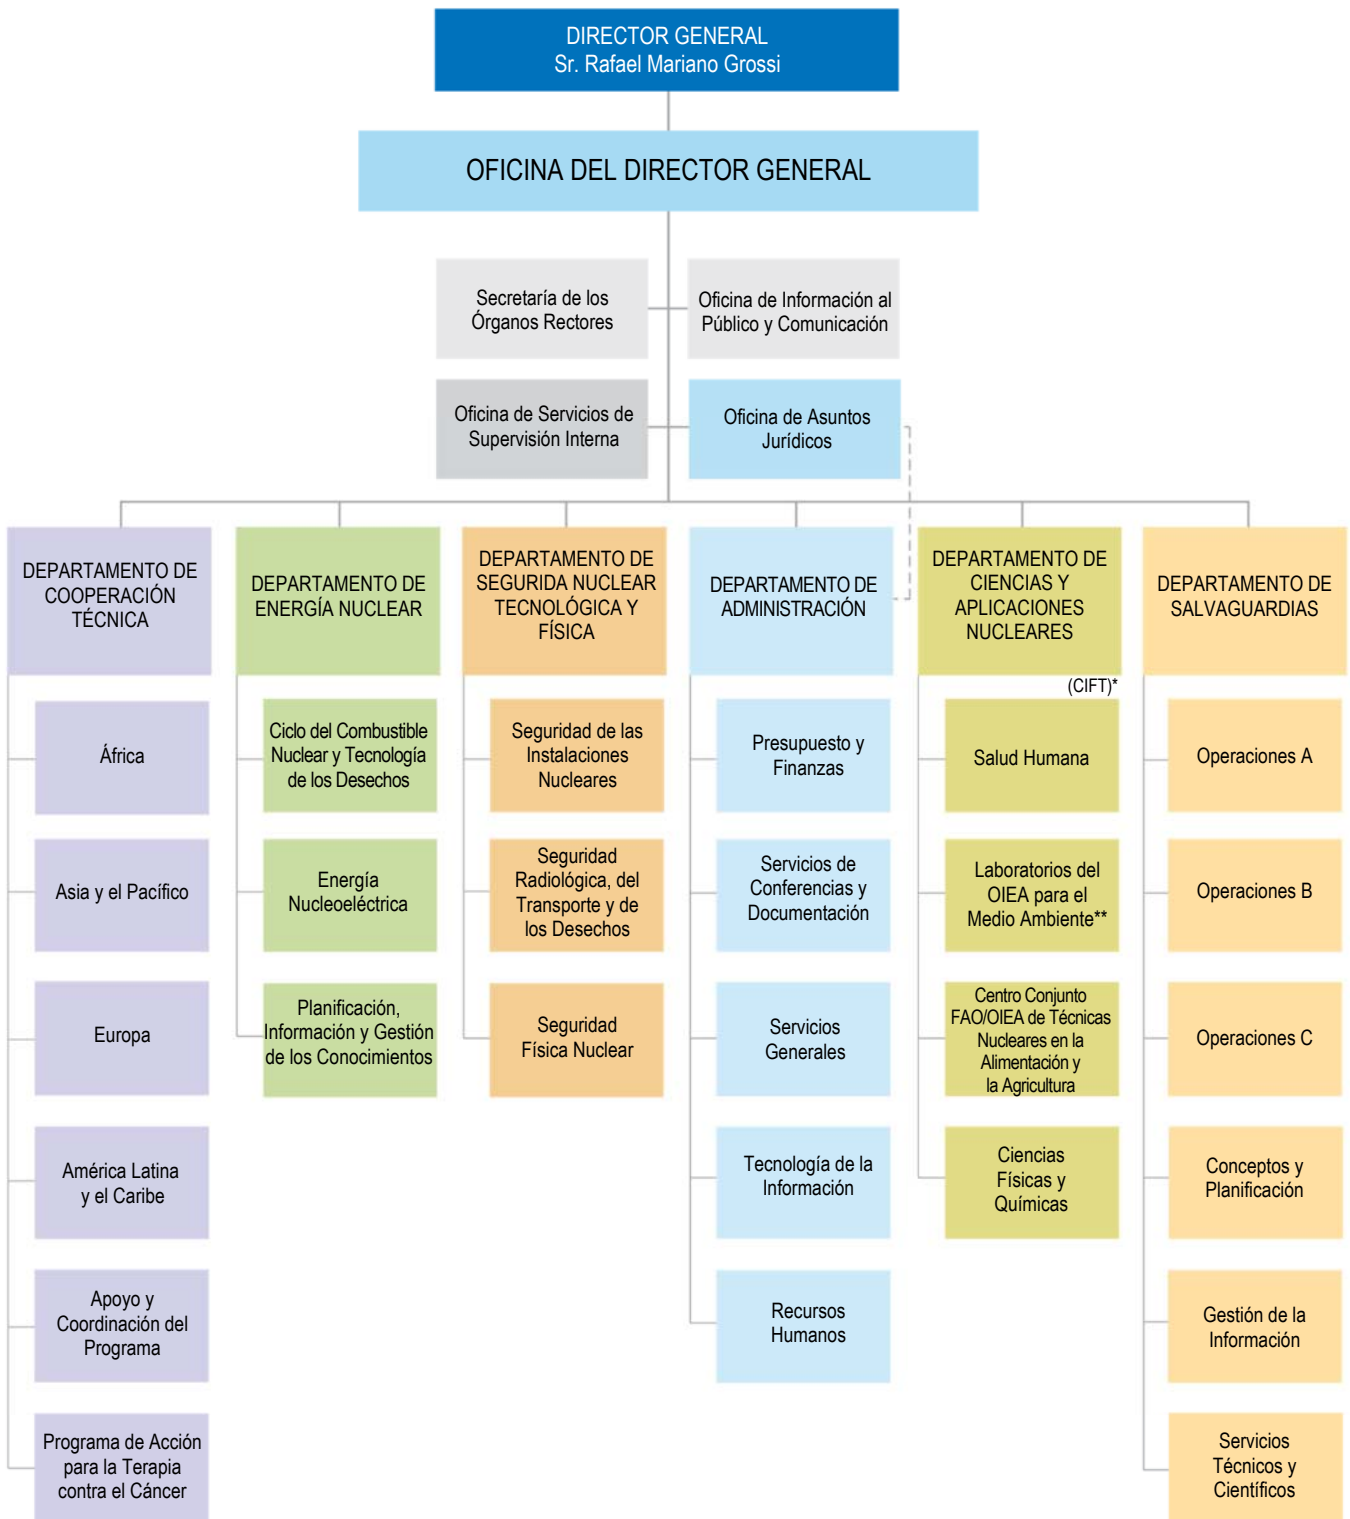 DIRECTOR GENERAL
Sr. Rafael Mariano Grossi
OFICINA DEL DIRECTOR GENERAL
Secretaría de los
Órganos Rectores
Oficina de Información al
Público y Comunicación
Oficina de Servicios de
Supervisión Interna
Oficina de Asuntos
Jurídicos
DEPARTAMENTO DE
COOPERACIÓN
TÉCNICA
África
Asia y el Pacífico
Europa
América Latina
y el Caribe
Apoyo y
Coordinación del
Programa
Programa de Acción
para la Terapia
contra el Cáncer
DEPARTAMENTO DE
ENERGÍA NUCLEAR
Ciclo del Combustible
Nuclear y Tecnología
de los Desechos
Energía
Nucleoeléctrica
Planificación,
Información y Gestión
de los Conocimientos
DEPARTAMENTO DE
SEGURIDA NUCLEAR
TECNOLÓGICA Y
FÍSICA
Seguridad de las
Instalaciones
Nucleares
Seguridad
Radiológica, del
Transporte y de
los Desechos
Seguridad
Física Nuclear
DEPARTAMENTO DE
ADMINISTRACIÓN
Presupuesto y
Finanzas
Servicios de
Conferencias y
Documentación
Servicios
Generales
Tecnología de la
Información
Recursos
Humanos
DEPARTAMENTO DE
CIENCIAS Y
APLICACIONES
NUCLEARES
(CIFT)*
Salud Humana
Laboratorios del
OIEA para el
Medio Ambiente**
Centro Conjunto
FAO/OIEA de Técnicas
Nucleares en la
Alimentación y
la Agricultura
Ciencias
Físicas y
Químicas
DEPARTAMENTO DE
SALVAGUARDIAS
Operaciones A
Operaciones B
Operaciones C
Conceptos y
Planificación
Gestión de la
Información
Servicios
Técnicos y
Científicos